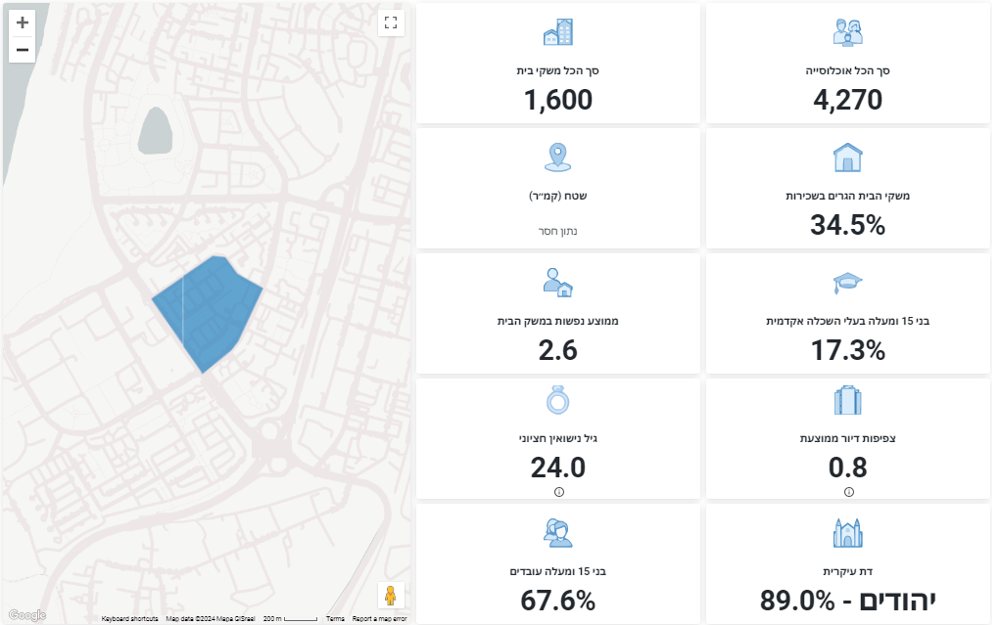 סך הכל אוכלוסייה
4,270
סך הכל משקי בית
1,600
משקי הבית הגרים בשכירות
34.5%
שטח (קמ״ר)
נתון חסר
בני 15 ומעלה בעלי השכלה אקדמית
17.3%
ממוצע נפשות במשק הבית
2.6
צפיפות דיור ממוצעת
0.8
גיל נישואין חציוני
24.0
דת עיקרית
יהודים - 89.0%
בני 15 ומעלה עובדים
67.6%
Google
Keyboard shortcuts Map data ©2024 Mapa GISrael 200 m Terms Report a map error